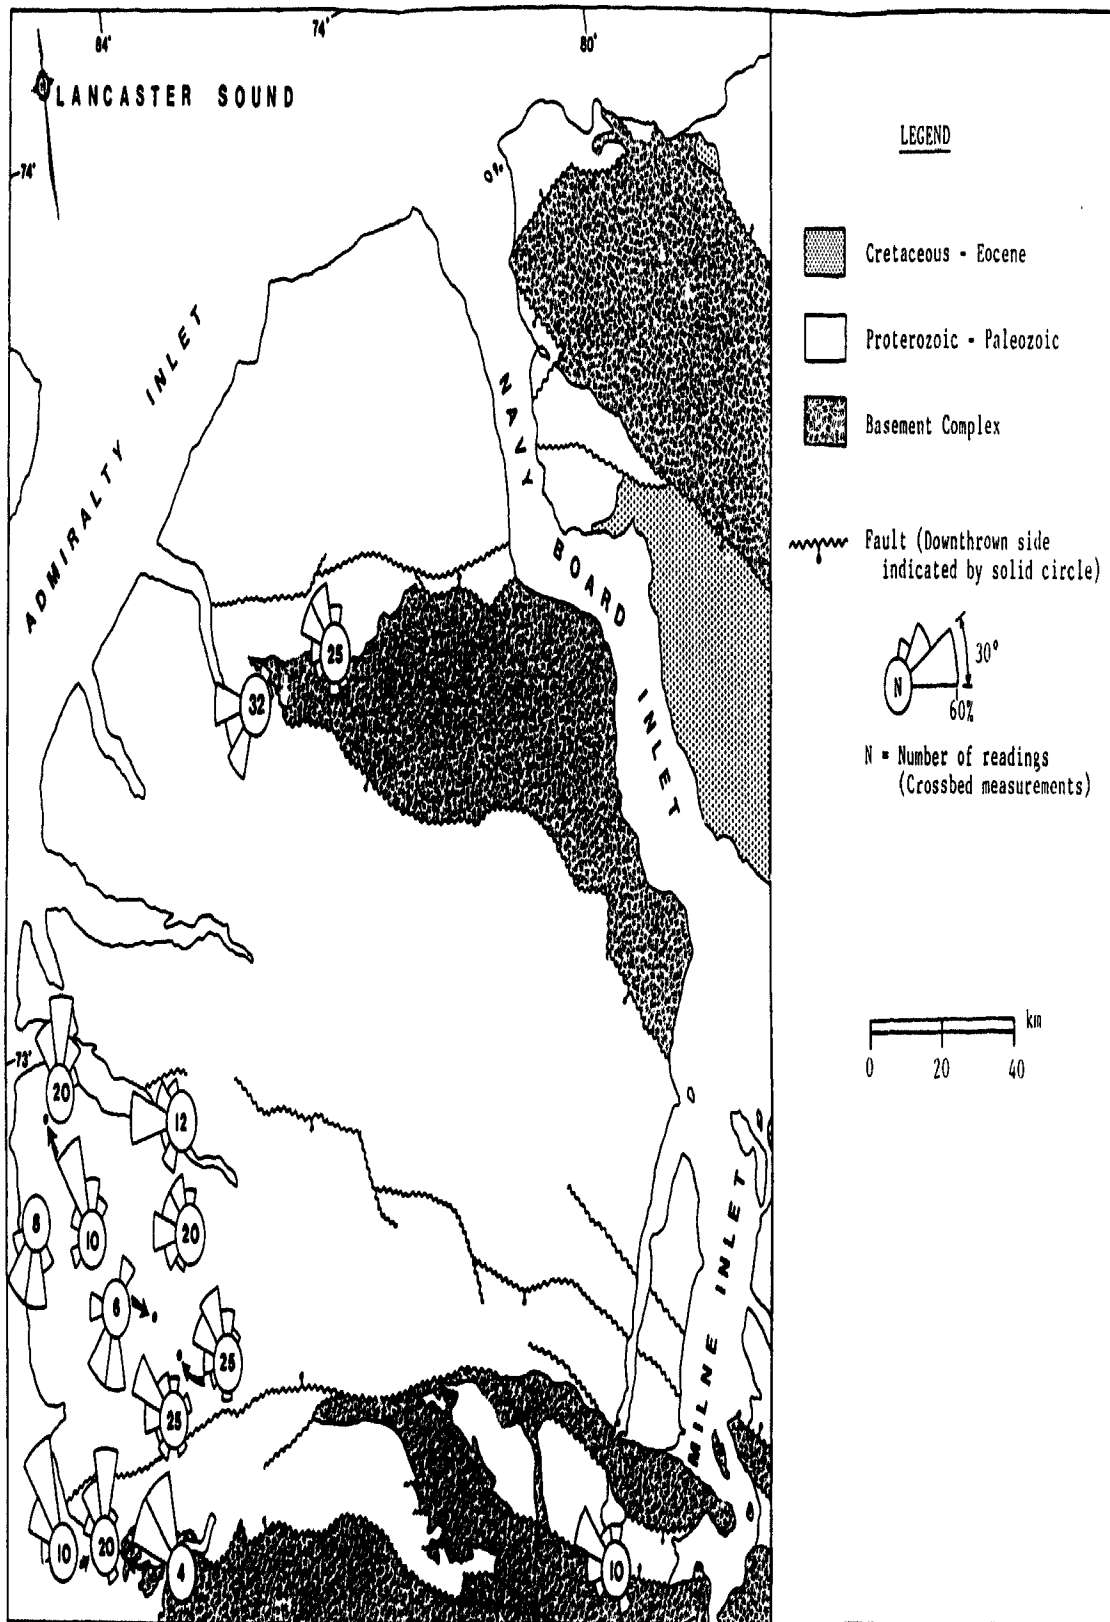 84'
74'
80'
LANCASTER SOUND
74'
ADMIRALTY INLET
NAVY BOARD INLET
25
32
73'
20
12
8
10
20
6
25
25
10
20
4
10
MILNE INLET
LEGEND
Cretaceous - Eocene
Proterozoic - Paleozoic
Basement Complex
Fault (Downthrown side
indicated by solid circle)
N
30°
60%
N = Number of readings
(Crossbed measurements)
km
0 20 40